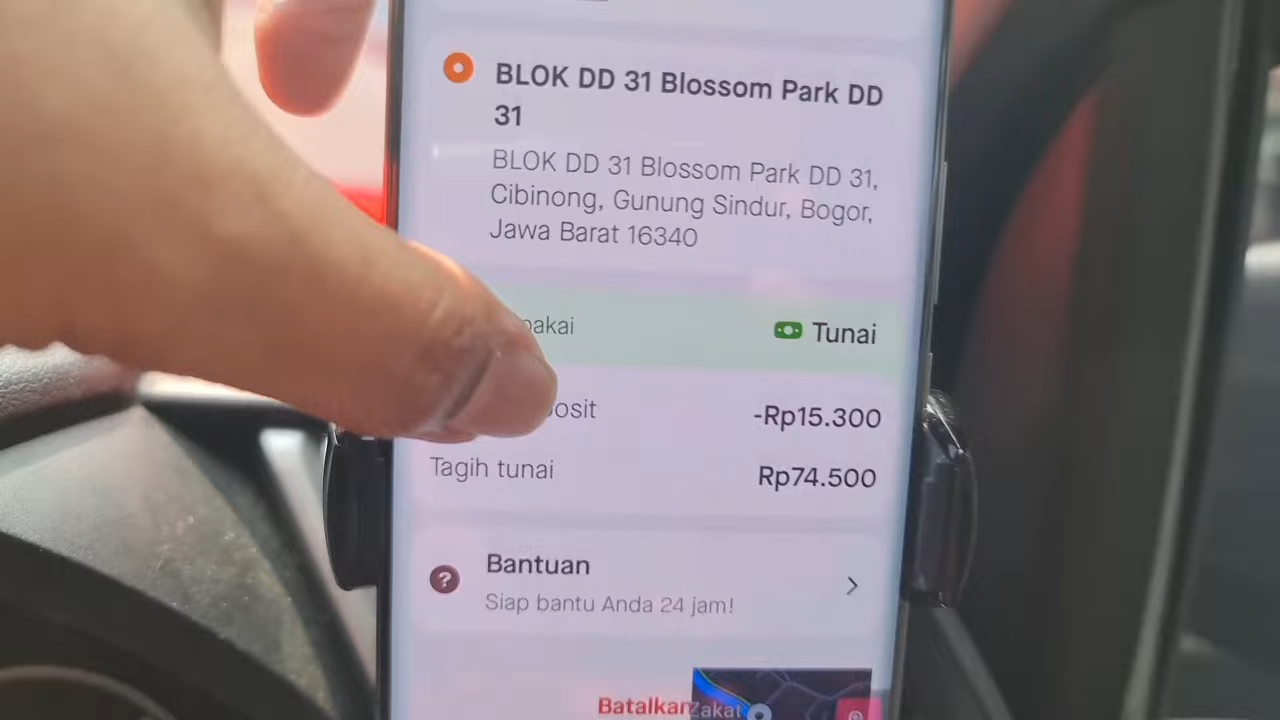 BLOK DD 31 Blossom Park DD
31
BLOK DD 31 Blossom Park DD 31,
Cibinong, Gunung Sindur, Bogor,
Jawa Barat 16340
Tunai
-Rp15.300
Tagih tunai Rp74.500
Bantuan
Siap bantu Anda 24 jam!
Batalkan
Zakat